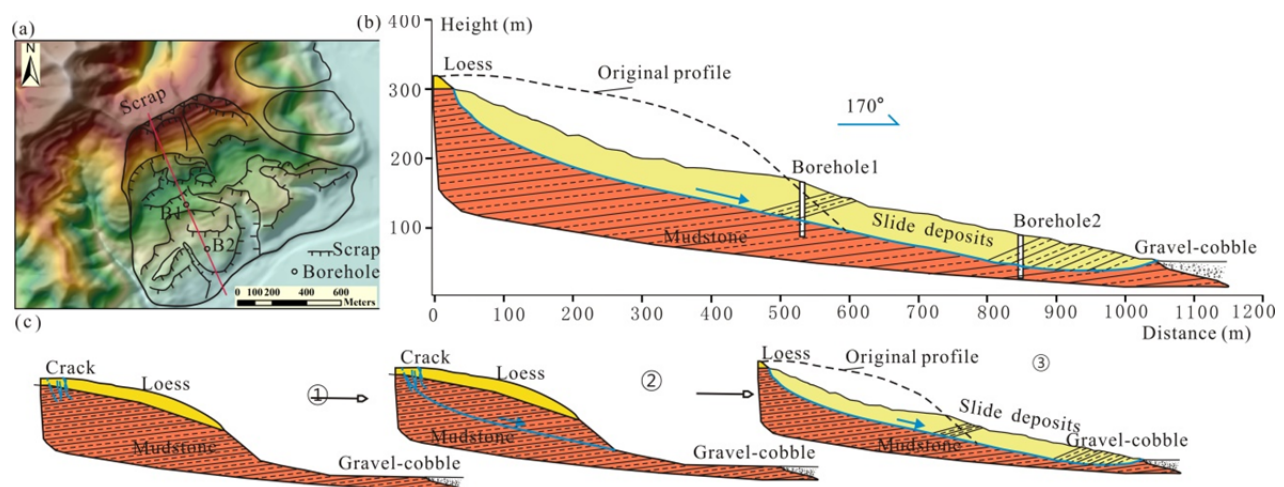 (a)
N
Scrap
B1
B2
Scrap
Borehole
0 100 200 400 600
Meters
(b)
400 Height (m)
300
200
100
Loess
Original profile
170°
Borehole1
Mudstone
Slide deposits
Borehole2
Gravel-cobble
0 100 200 300 400 500 600 700 800 900 1000 1100 1200
Distance (m)
(c)
Crack
Loess
Mudstone
Gravel-cobble
①
Crack
Loess
Mudstone
Gravel-cobble
②
Loess
Original profile
③
Slide deposits
Mudstone
Gravel-cobble